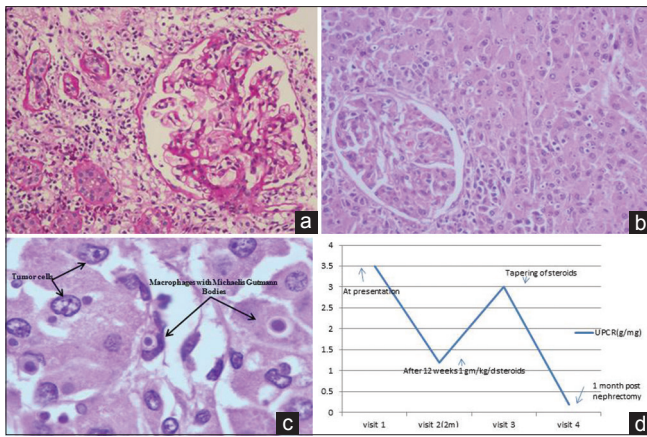 a
b
Tumor cells
Macrophages with Michaelis Gutmann
Bodies
c
4
3.5
3
2.5
2
1.5
1
0.5
0
At presentation
Tapering of steroids
UPCR(g/mg)
After 12 weeks 1 gm/kg/d steroids
1 month post
nephrectomy
visit 1
visit 2(2m)
visit 3
visit 4
d